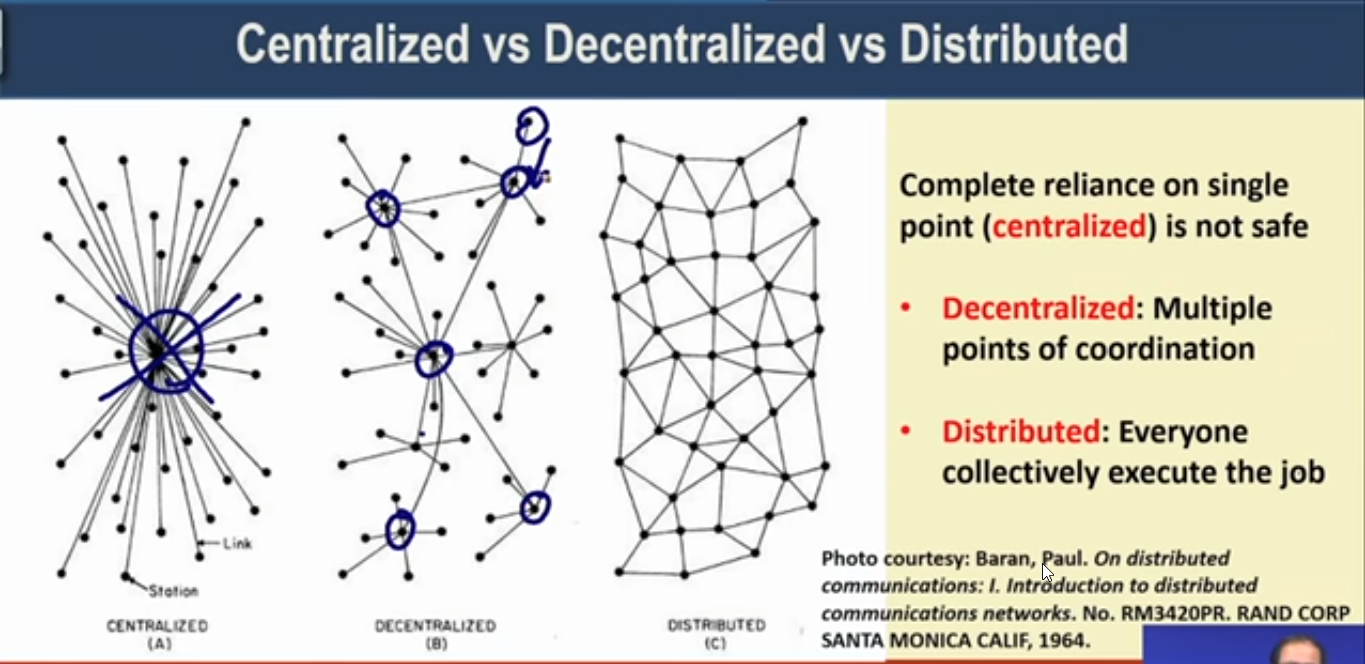 Centralized vs Decentralized vs Distributed
Link
Station
CENTRALIZED
(A)
DECENTRALIZED
(B)
DISTRIBUTED
(C)
Complete reliance on single
point (centralized) is not safe
• Decentralized: Multiple
points of coordination
• Distributed: Everyone
collectively execute the job
Photo courtesy: Baran, Paul. On distributed
communications: I. Introduction to distributed
communications networks. No. RM3420PR. RAND CORP
SANTA MONICA CALIF, 1964.